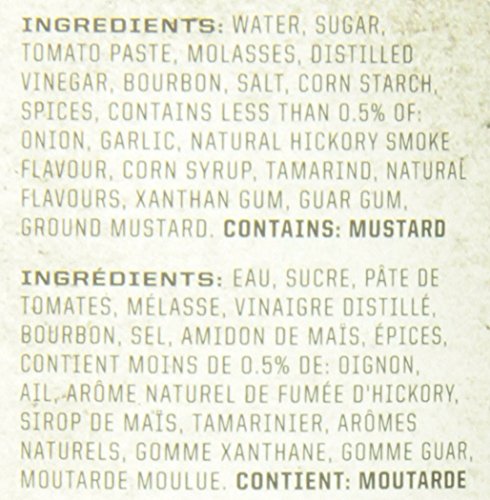 INGREDIENTS: WATER, SUGAR,
TOMATO PASTE, MOLASSES, DISTILLED
VINEGAR, BOURBON, SALT, CORN STARCH,
SPICES, CONTAINS LESS THAN 0.5% OF:
ONION, GARLIC, NATURAL HICKORY SMOKE
FLAVOUR, CORN SYRUP, TAMARIND, NATURAL
FLAVOURS, XANTHAN GUM, GUAR GUM,
GROUND MUSTARD. CONTAINS: MUSTARD
INGRÉDIENTS: EAU, SUCRE, PÂTE DE
TOMATES, MÉLASSE, VINAIGRE DISTILLÉ,
BOURBON, SEL, AMIDON DE MAÏS, ÉPICES,
CONTIENT MOINS DE 0.5% DE: OIGNON,
AIL, ARÔME NATUREL DE FUMÉE D'HICKORY,
SIROP DE MAÏS, TAMARINIER, ARÔMES
NATURELS, GOMME XANTHANE, GOMME GUAR,
MOUTARDE MOULUE. CONTIENT: MOUTARDE